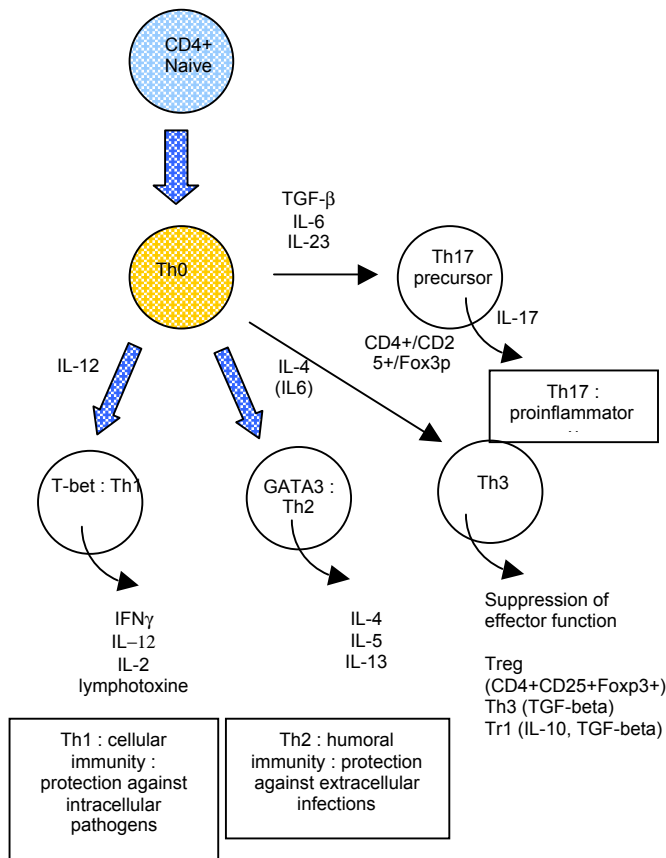 CD4+
Naive
TGF-β
IL-6
IL-23
Th0
Th17
precursor
IL-17
CD4+/CD2
5+/Fox3p
IL-12
IL-4
(IL6)
Th17 :
proinflammator
T-bet : Th1
GATA3 :
Th2
Th3
IFNγ
IL–12
IL-2
lymphotoxine
IL-4
IL-5
IL-13
Suppression of
effector function
Treg
(CD4+CD25+Foxp3+)
Th3 (TGF-beta)
Tr1 (IL-10, TGF-beta)
Th1 : cellular
immunity :
protection against
intracellular
pathogens
Th2 : humoral
immunity : protection
against extracellular
infections